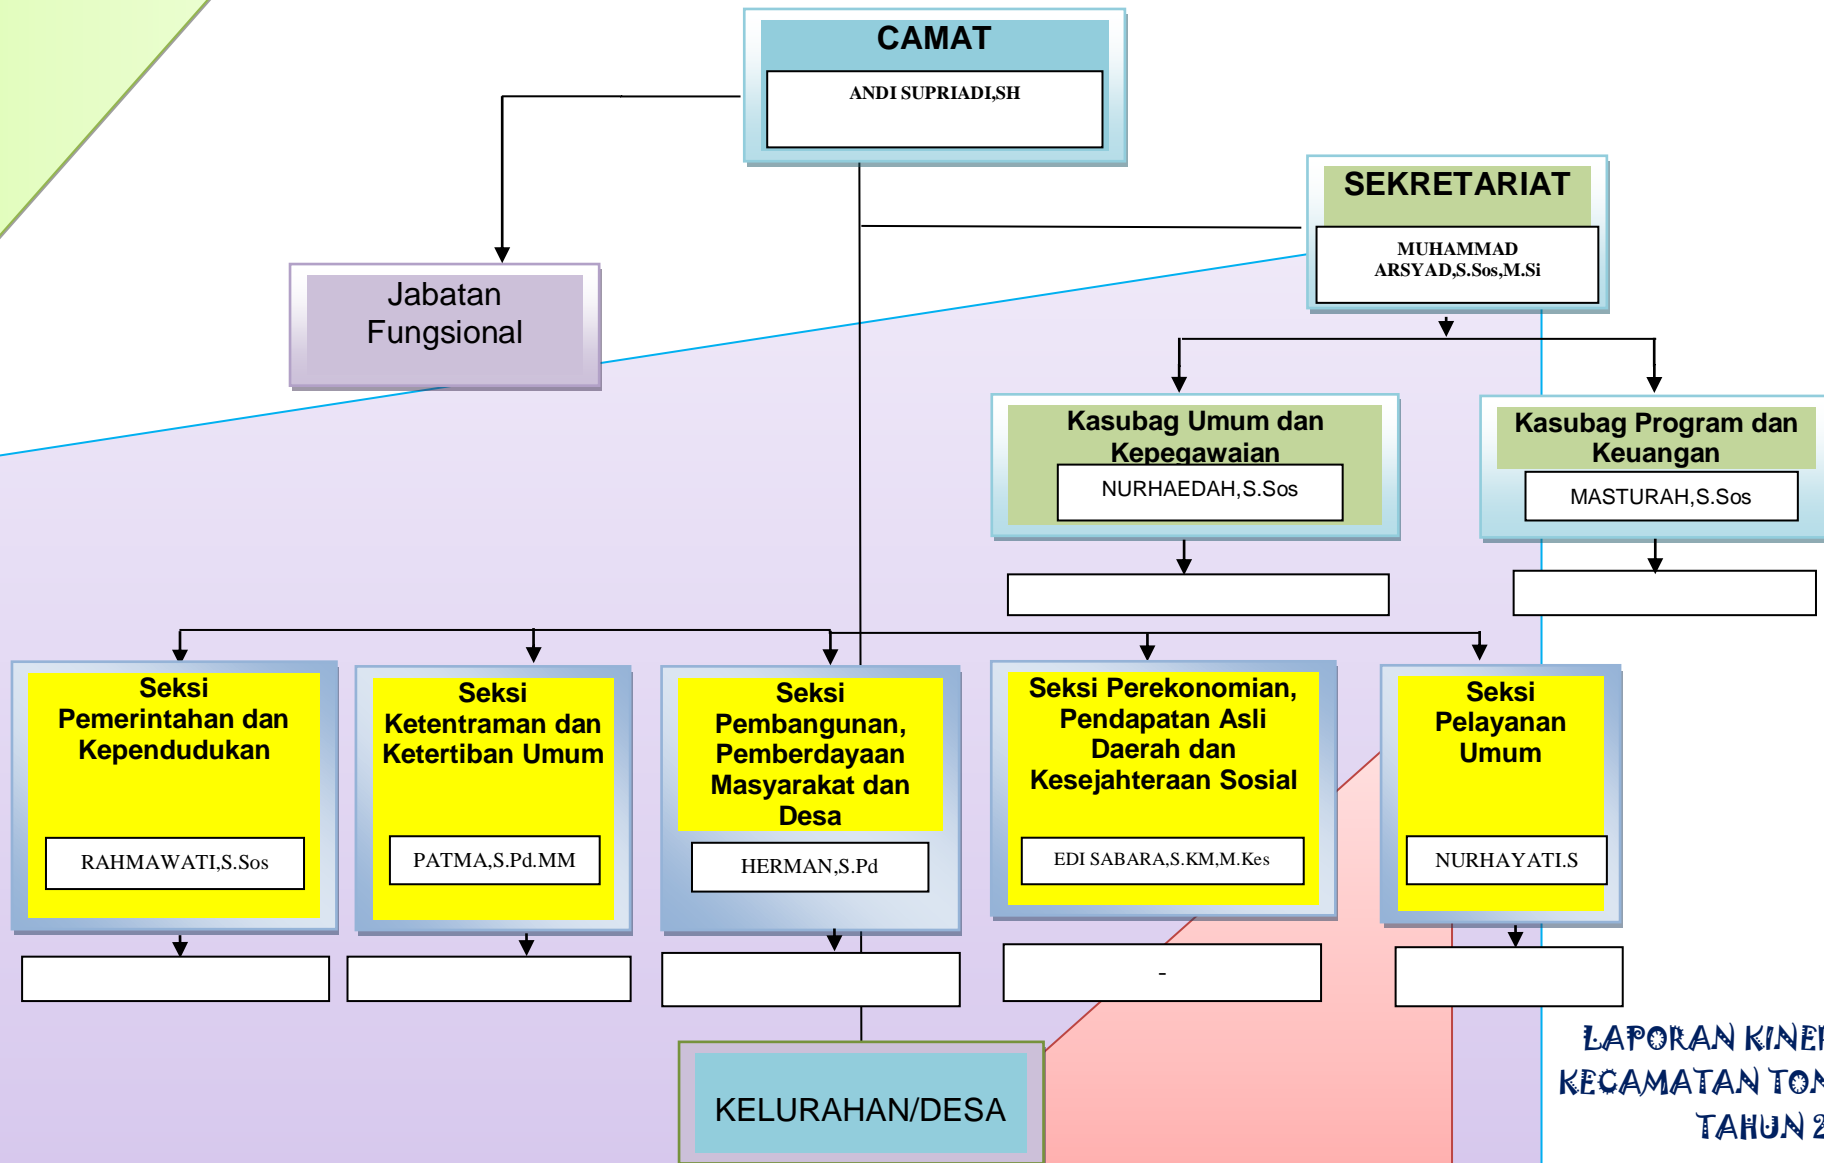 CAMAT
ANDI SUPRIADI,SH
SEKRETARIAT
MUHAMMAD
ARSYAD,S.Sos,M.Si
Jabatan
Fungsional
Kasubag Umum dan
Kepegawaian
NURHAEDAH,S.Sos
Kasubag Program dan
Keuangan
MASTURAH,S.Sos
Seksi
Pemerintahan dan
Kependudukan
RAHMAWATI,S.Sos
Seksi
Ketentraman dan
Ketertiban Umum
PATMA,S.Pd.MM
Seksi
Pembangunan,
Pemberdayaan
Masyarakat dan
Desa
HERMAN,S.Pd
Seksi Perekonomian,
Pendapatan Asli
Daerah dan
Kesejahteraan Sosial
EDI SABARA,S.KM,M.Kes
-
Seksi
Pelayanan
Umum
NURHAYATI.S
KELURAHAN/DESA
LAPORAN
KECAMATAN
TAHUN